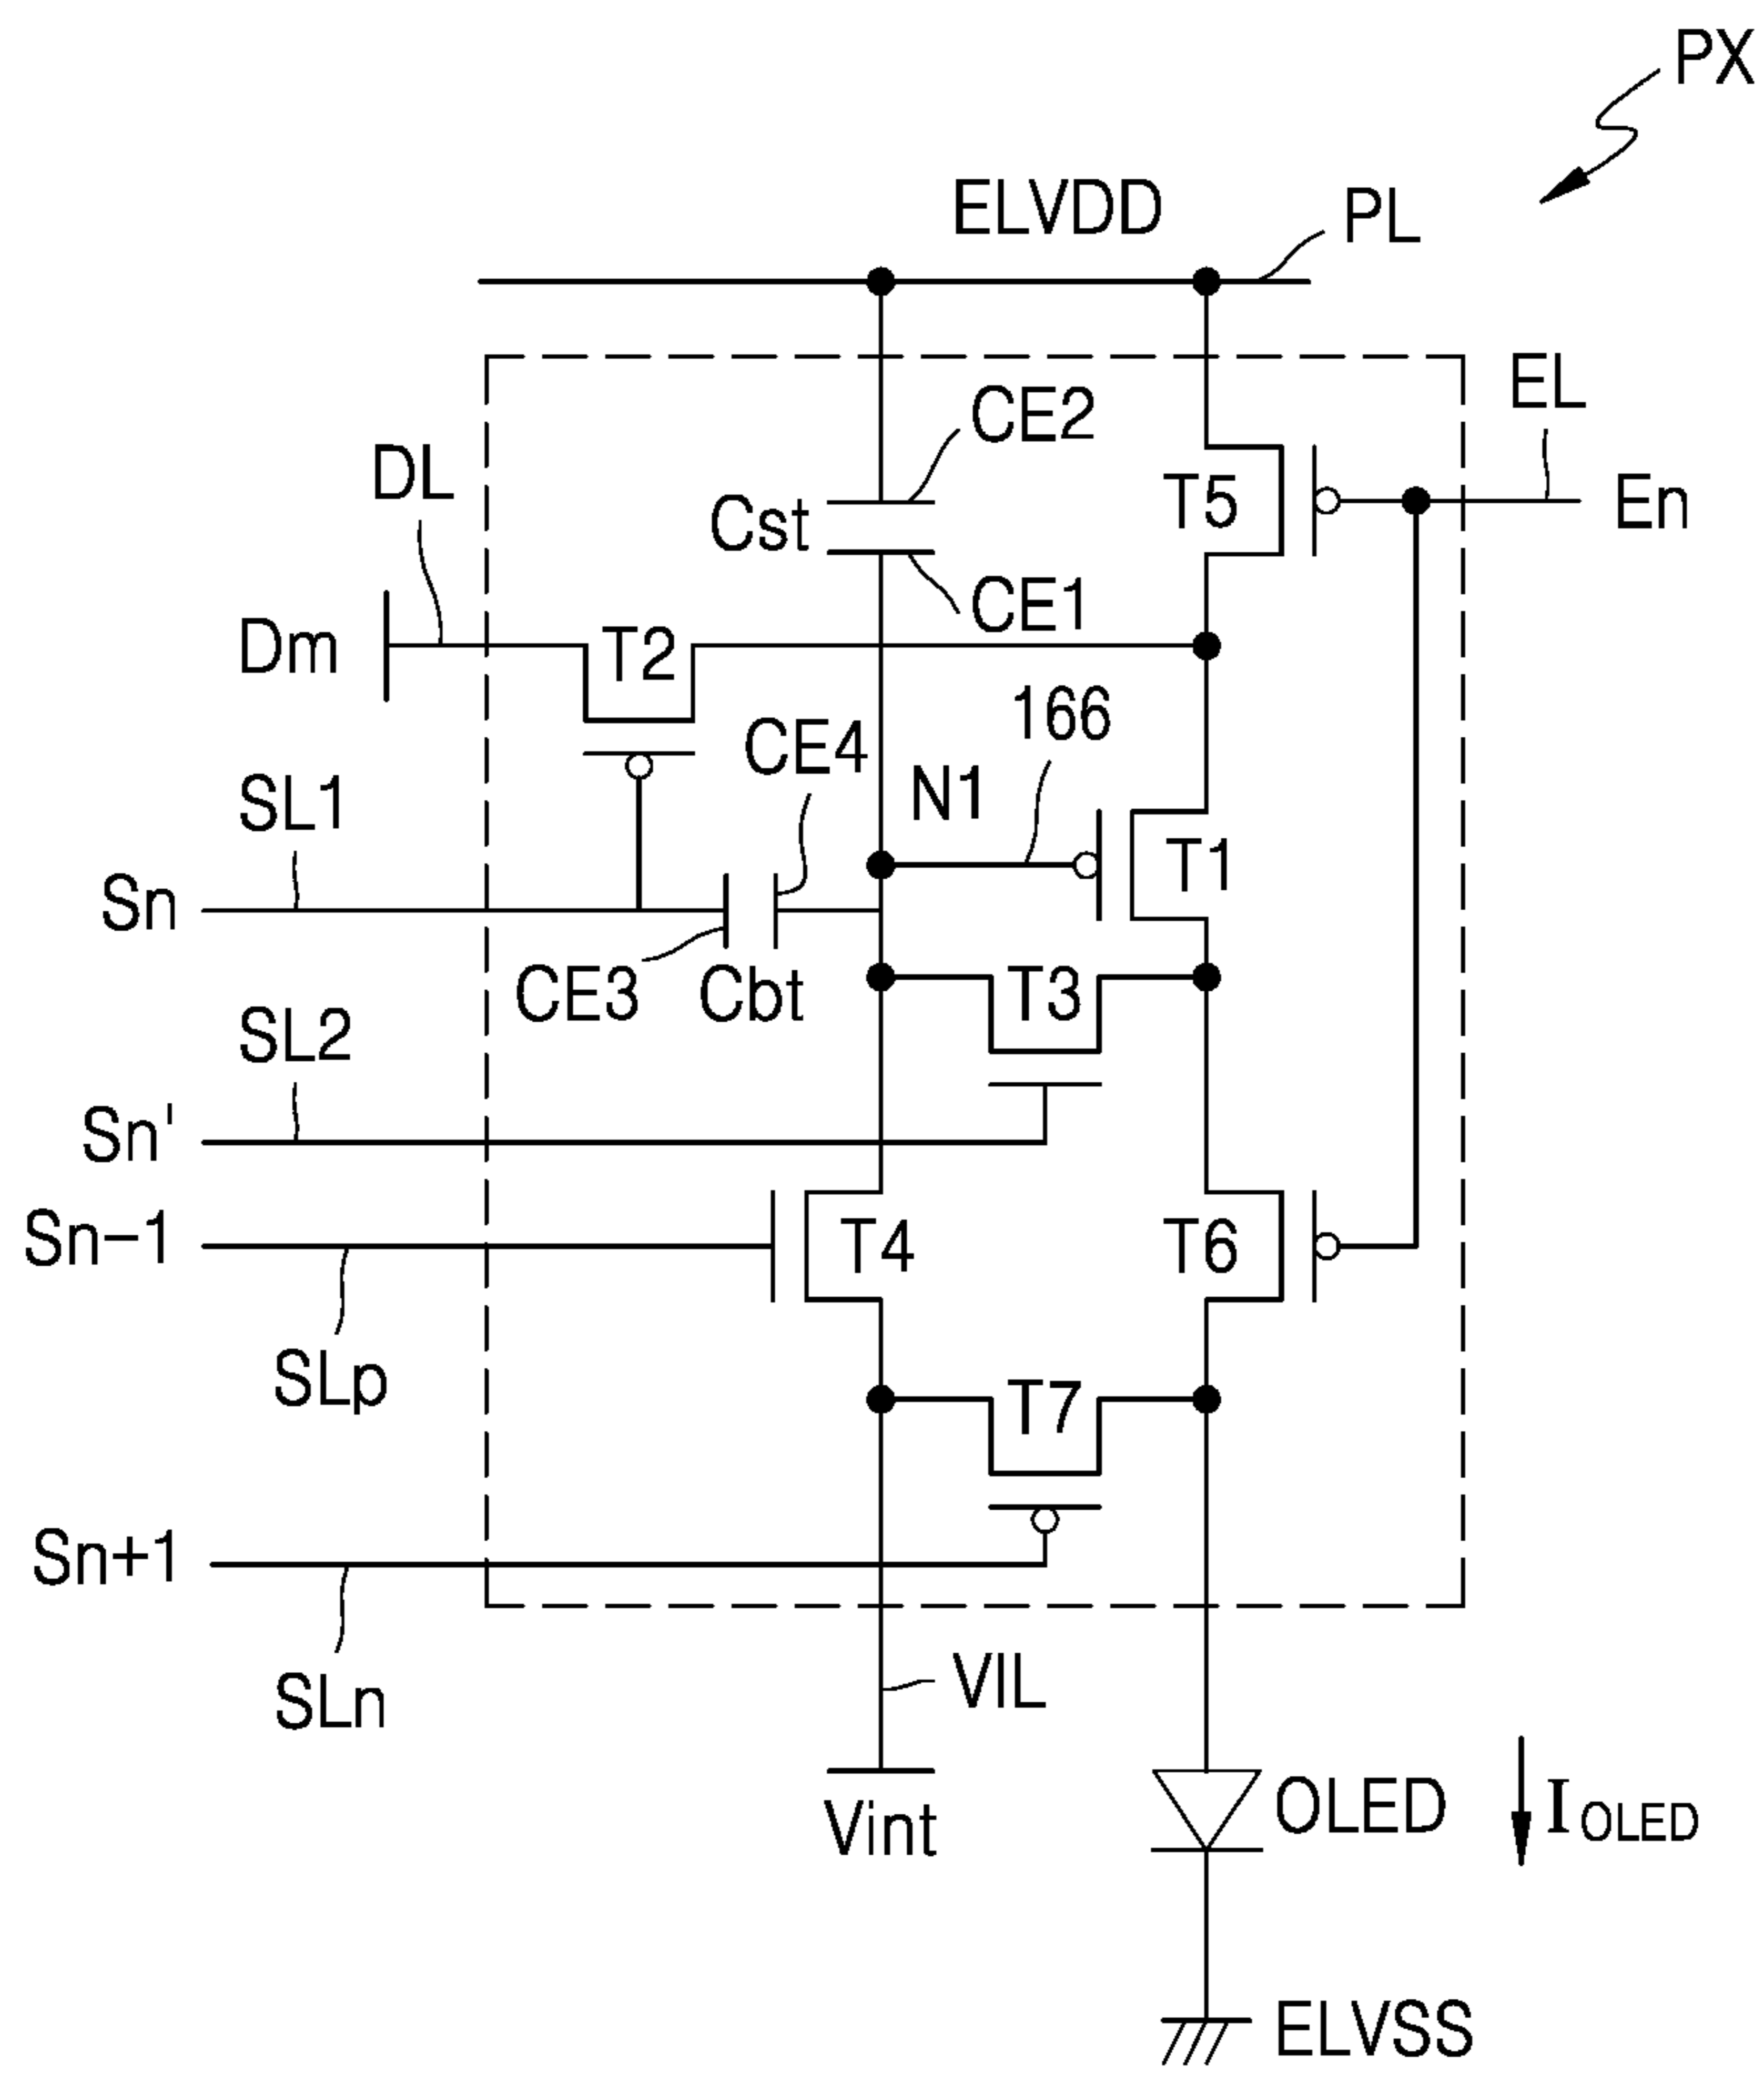 PX
ELVDD
PL
CE2
EL
DL
Cst
T5
En
CE1
Dm
T2
166
CE4
N1
SL1
T1
Sn
CE3
Cbt
T3
SL2
Sn'
Sn−1
T4
T6
SLp
T7
Sn+1
SLn
VIL
Vint
OLED
IOLED
ELVSS